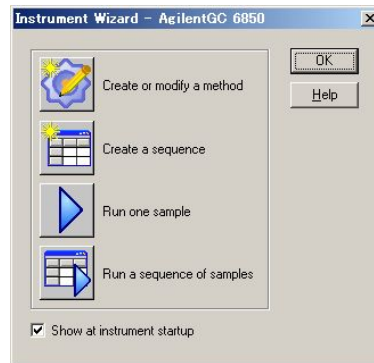 Instrument Wizard - AgilentGC 6850
OK
Create or modify a method
Help
Create a sequence
Run one sample
Run a sequence of samples
Show at instrument startup